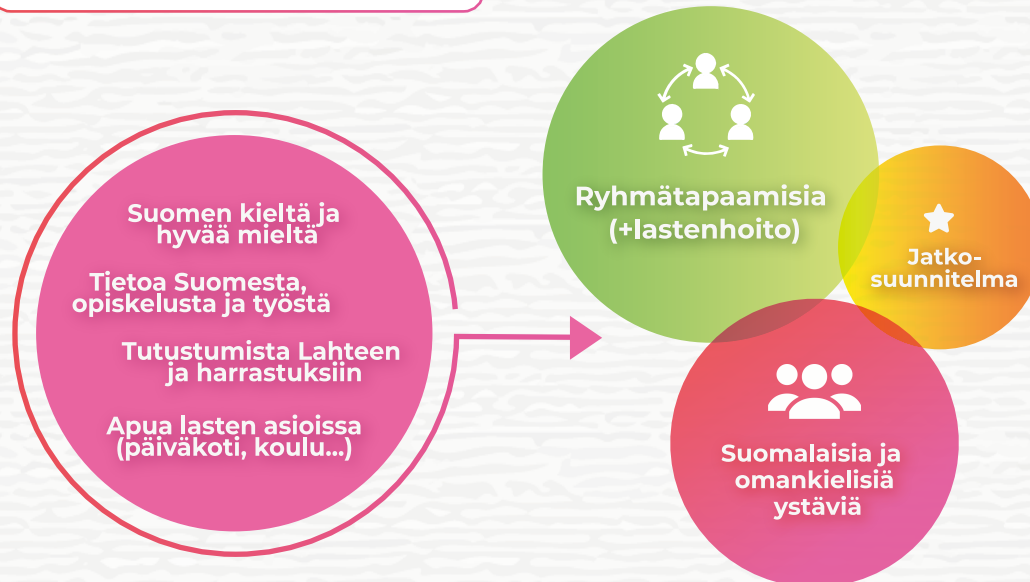 Suomen kieltä ja
hyvää mieltä
Tietoa Suomesta,
opiskelusta ja työstä
Tutustumista Lahteen
ja harrastuksiin
Apua lasten asioissa
(päiväkoti, koulu...)
Ryhmätapaamisia
(+lastenhoito)
Jatko-
suunnitelma
Suomalaisia ja
omankielisiä
ystäviä